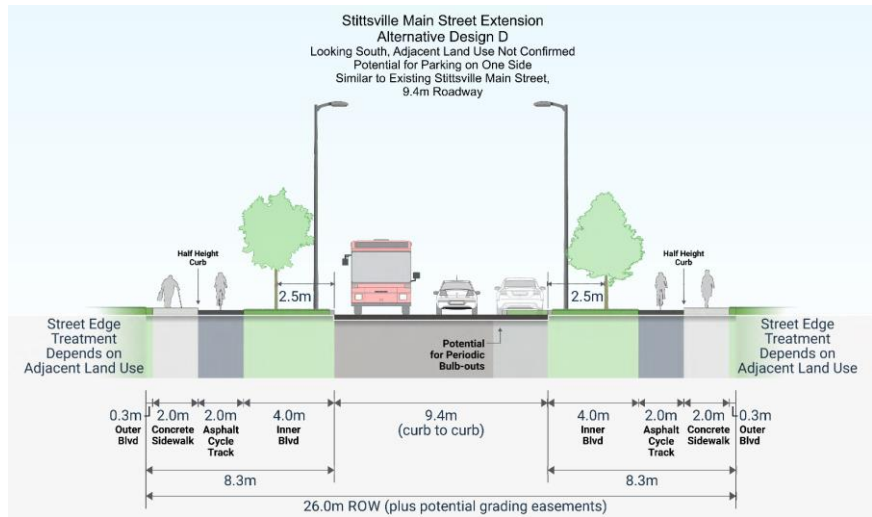 Stittsville Main Street Extension
Alternative Design D
Looking South, Adjacent Land Use Not Confirmed
Potential for Parking on One Side
Similar to Existing Stittsville Main Street,
9.4m Roadway
Half Height
Curb
Half Height
Curb
2.5m
2.5m
Street Edge
Treatment
Depends on
Adjacent Land Use
Potential
for Periodic
Bulb-outs
Street Edge
Treatment
Depends on
Adjacent Land Use
0.3m
Outer
Blvd
2.0m
Concrete
Sidewalk
2.0m
Asphalt
Cycle
Track
4.0m
Inner
Blvd
9.4m
(curb to curb)
4.0m
Inner
Blvd
2.0m
Asphalt
Cycle
Track
2.0m
Concrete
Sidewalk
0.3m
Outer
Blvd
8.3m
8.3m
26.0m ROW (plus potential grading easements)